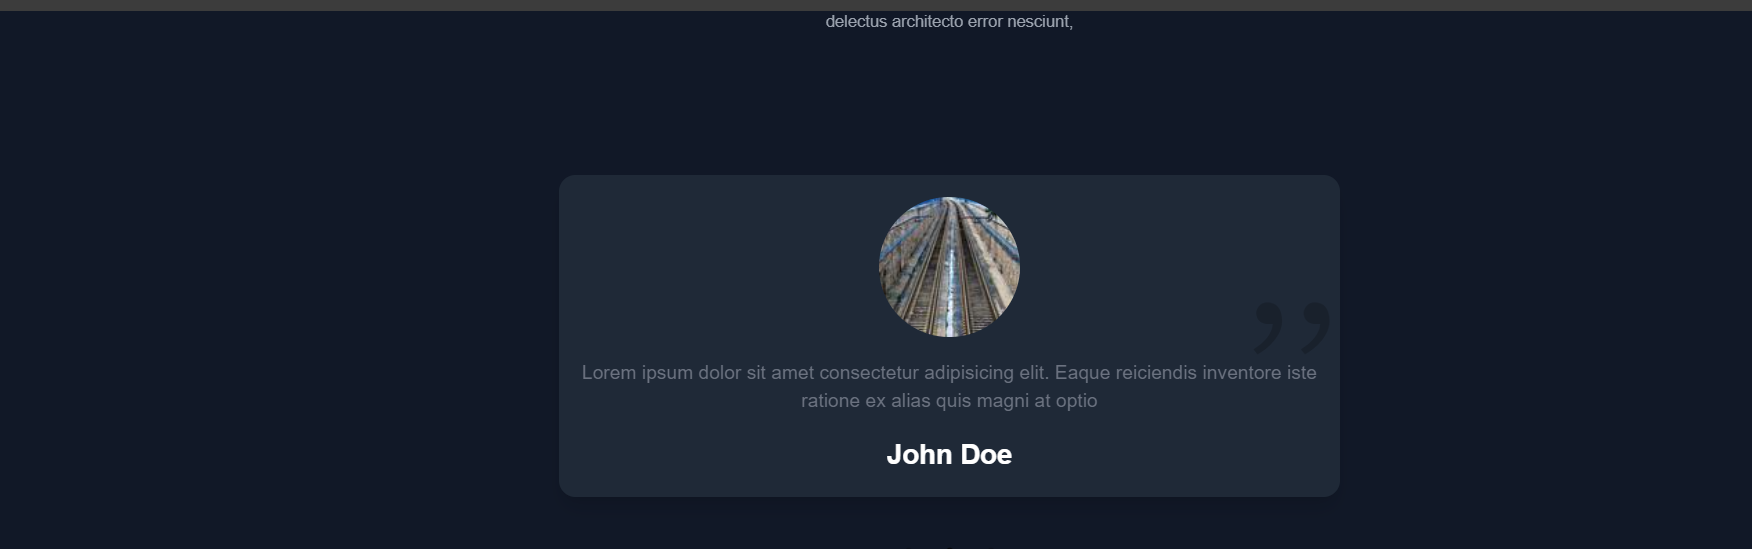 delectus architecto error nesciunt,
”
Lorem ipsum dolor sit amet consectetur adipisicing elit. Eaque reiciendis inventore iste
ratione ex alias quis magni at optio
John Doe